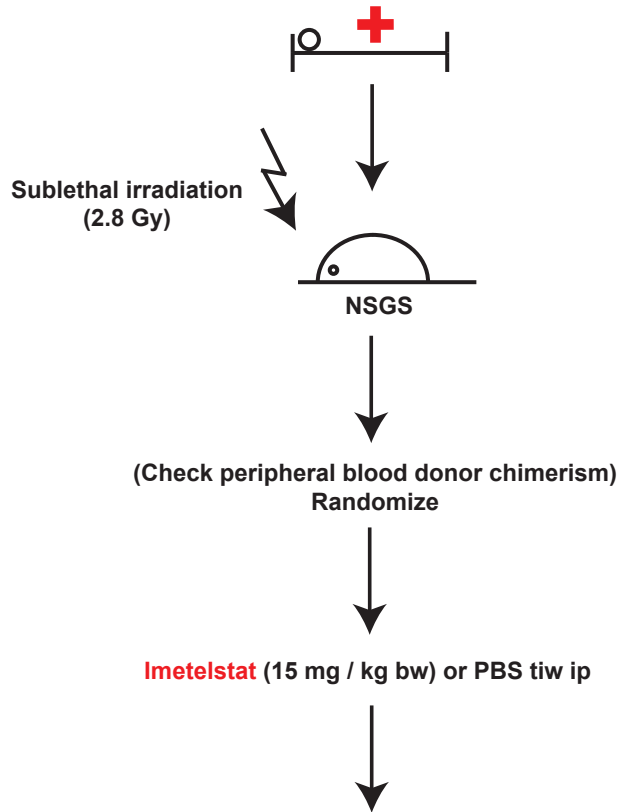 Sublethal irradiation
(2.8 Gy)
NSGS
(Check peripheral blood donor chimerism)
Randomize
Imetelstat (15 mg / kg bw) or PBS tiw ip